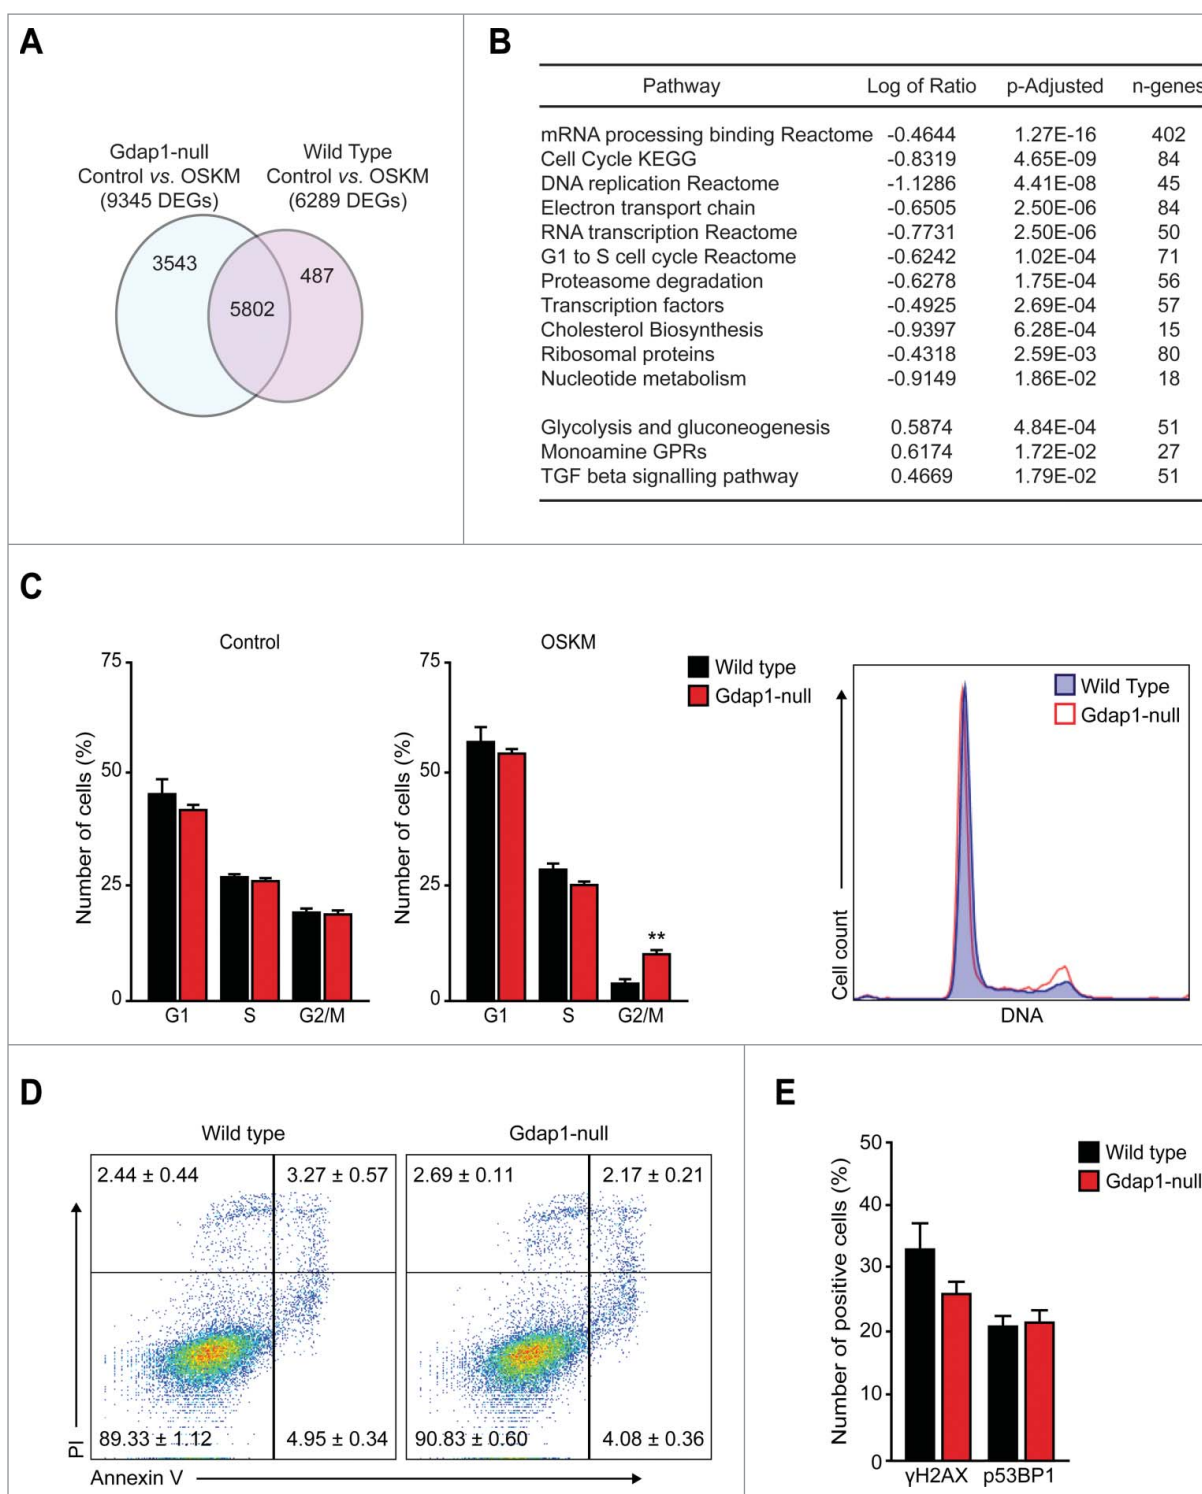 A
Gdap1-null
Control vs. OSKM
(9345 DEGs)
Wild Type
Control vs. OSKM
(6289 DEGs)
3543
5802
487
B
Pathway Log of Ratio p-Adjusted n-genes
mRNA processing binding Reactome -0.4644 1.27E-16 402
Cell Cycle KEGG -0.8319 4.65E-09 84
DNA replication Reactome -1.1286 4.41E-08 45
Electron transport chain -0.6505 2.50E-06 84
RNA transcription Reactome -0.7731 2.50E-06 50
G1 to S cell cycle Reactome -0.6242 1.02E-04 71
Proteasome degradation -0.6278 1.75E-04 56
Transcription factors -0.4925 2.69E-04 57
Cholesterol Biosynthesis -0.9397 6.28E-04 15
Ribosomal proteins -0.4318 2.59E-03 80
Nucleotide metabolism -0.9149 1.86E-02 18
Glycolysis and gluconeogenesis 0.5874 4.84E-04 51
Monoamine GPRs 0.6174 1.72E-02 27
TGF beta signalling pathway 0.4669 1.79E-02 51
C
Control
Number of cells (%)
75
50
25
0
G1 S G2/M
OSKM
Number of cells (%)
75
50
25
0
**
G1 S G2/M
Wild type
Gdap1-null
Cell count
Wild Type
Gdap1-null
DNA
D
Wild type
2.44 ± 0.44 3.27 ± 0.57
89.33 ± 1.12 4.95 ± 0.34
Gdap1-null
2.69 ± 0.11 2.17 ± 0.21
90.83 ± 0.60 4.08 ± 0.36
PI
Annexin V
E
Number of positive cells (%)
50
40
30
20
10
0
γH2AX p53BP1
Wild type
Gdap1-null